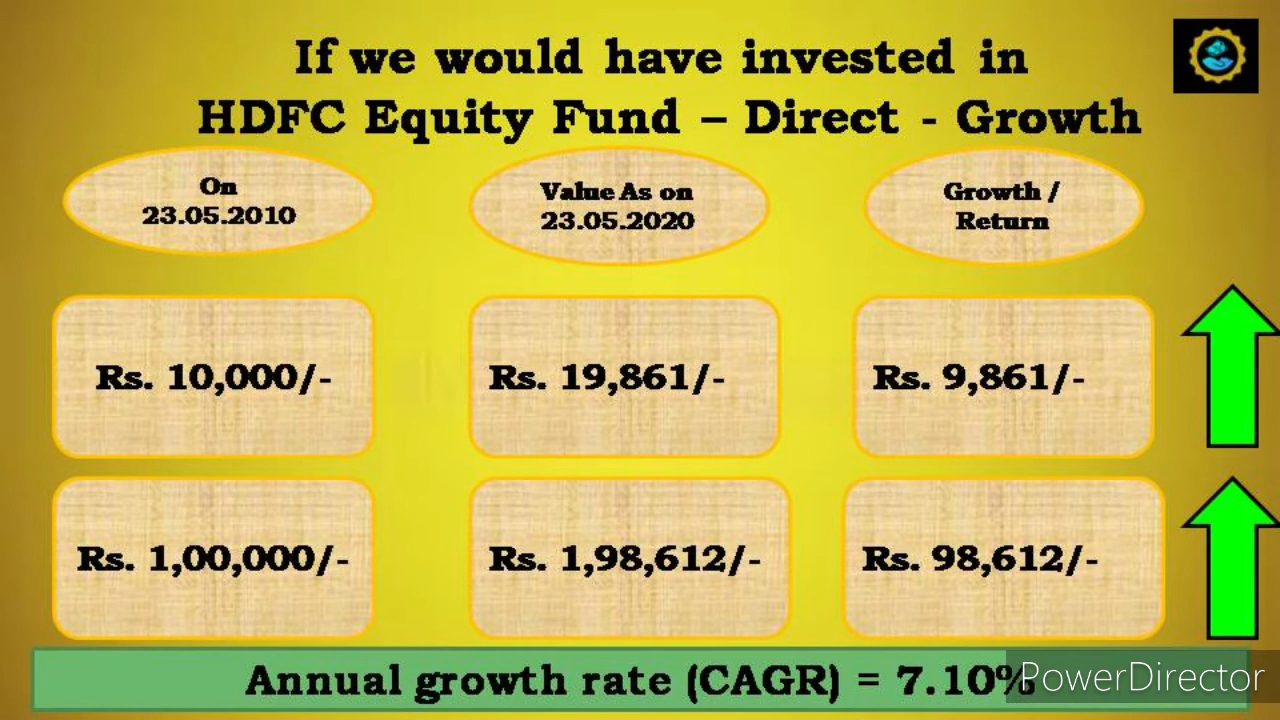 If we would have invested in
HDFC Equity Fund – Direct - Growth
On
23.05.2010
Value As on
23.05.2020
Growth /
Return
Rs. 10,000/-
Rs. 19,861/-
Rs. 9,861/-
Rs. 1,00,000/-
Rs. 1,98,612/-
Rs. 98,612/-
Annual growth rate (CAGR) = 7.10%
PowerDirector